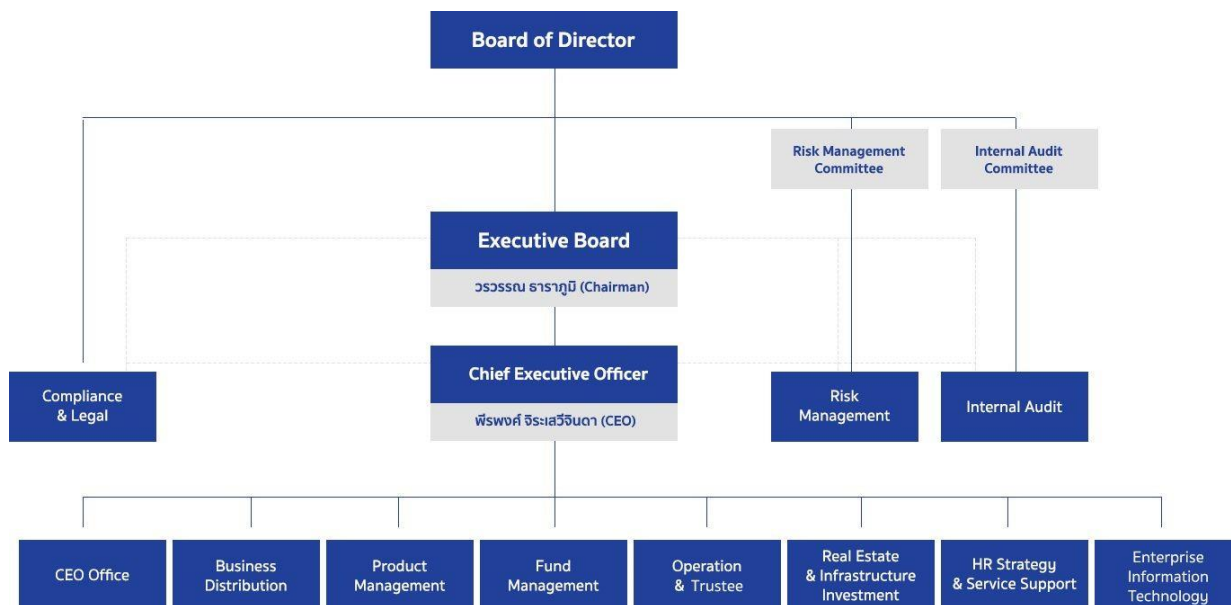 Board of Director
Risk Management
Committee
Internal Audit
Committee
Executive Board
วรวรรณ ธาราภูมิ (Chairman)
Chief Executive Officer
พีรพงศ์ จิระเสวีจินดา (CEO)
Compliance
& Legal
Risk
Management
Internal Audit
CEO Office
Business
Distribution
Product
Management
Fund
Management
Operation
& Trustee
Real Estate
& Infrastructure
Investment
HR Strategy
& Service Support
Enterprise
Information
Technology